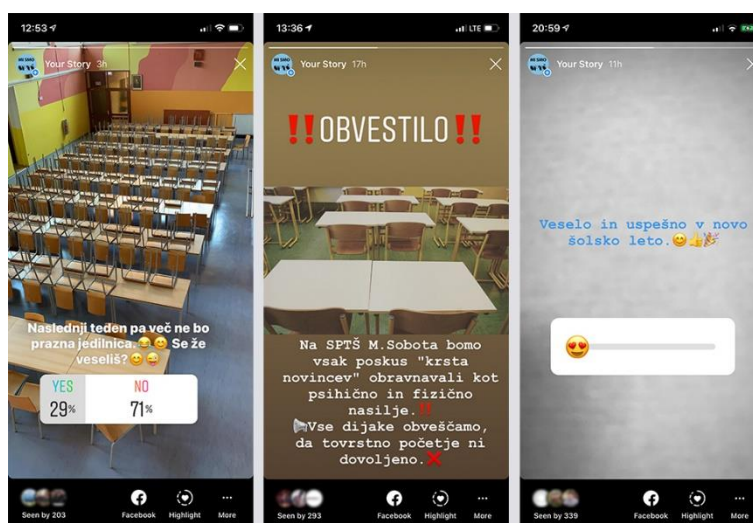 12:53
Your Story 3h
Naslednji teden pa več ne bo
prazna jedilnica.😂😊 Se že
veseliš?😊😜
YES
29%
NO
71%
Seen by 203
Facebook
Highlight
More
13:36
LTE
Your Story 17h
‼️OBVESTILO‼️
Na SPTŠ M.Sobota bomo
vsak poskus "krsta
novincev" obravnavali kot
psihično in fizično
nasilje.‼️
📢Vse dijake obveščamo,
da tovrstno početje ni
dovoljeno.❌
Seen by 293
Facebook
Highlight
More
20:59
Your Story 11h
Veselo in uspešno v novo
šolsko leto.😊👍🎉
Seen by 339
Facebook
Highlight
More